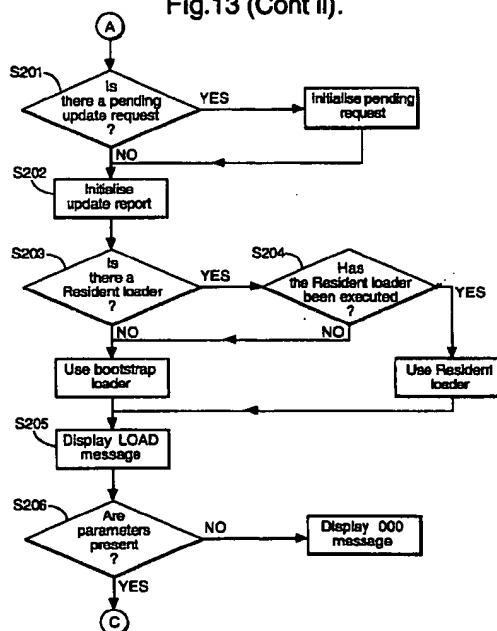 Fig.13 (Cont'd).
A
S201
Is
there a pending
update request
?
YES
Initialise pending
request
NO
S202
Initialise
update report
S203
Is
there a
Resident loader
?
YES
S204
Has
the Resident loader
been executed
?
YES
NO
NO
Use bootstrap
loader
Use Resident
loader
S205
Display LOAD
message
S206
Are
parameters
present
?
NO
Display 000
message
YES
C